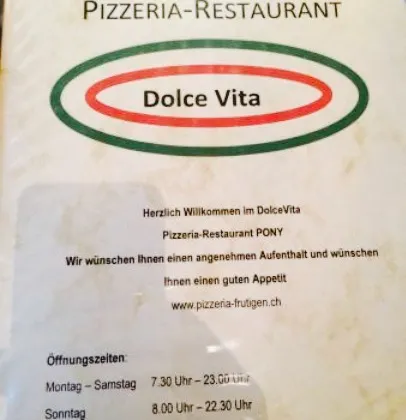 PIZZERIA-RESTAURANT
Dolce Vita
Herzlich Willkommen im DolceVita
Pizzeria-Restaurant PONY
Wir wünschen Ihnen einen angenehmen Aufenthalt und wünschen
Ihnen einen guten Appetit
www.pizzeria-frutigen.ch
Öffnungszeiten:
Montag – Samstag 7.30 Uhr – 23.00 Uhr
Sonntag 8.00 Uhr – 22.30 Uhr